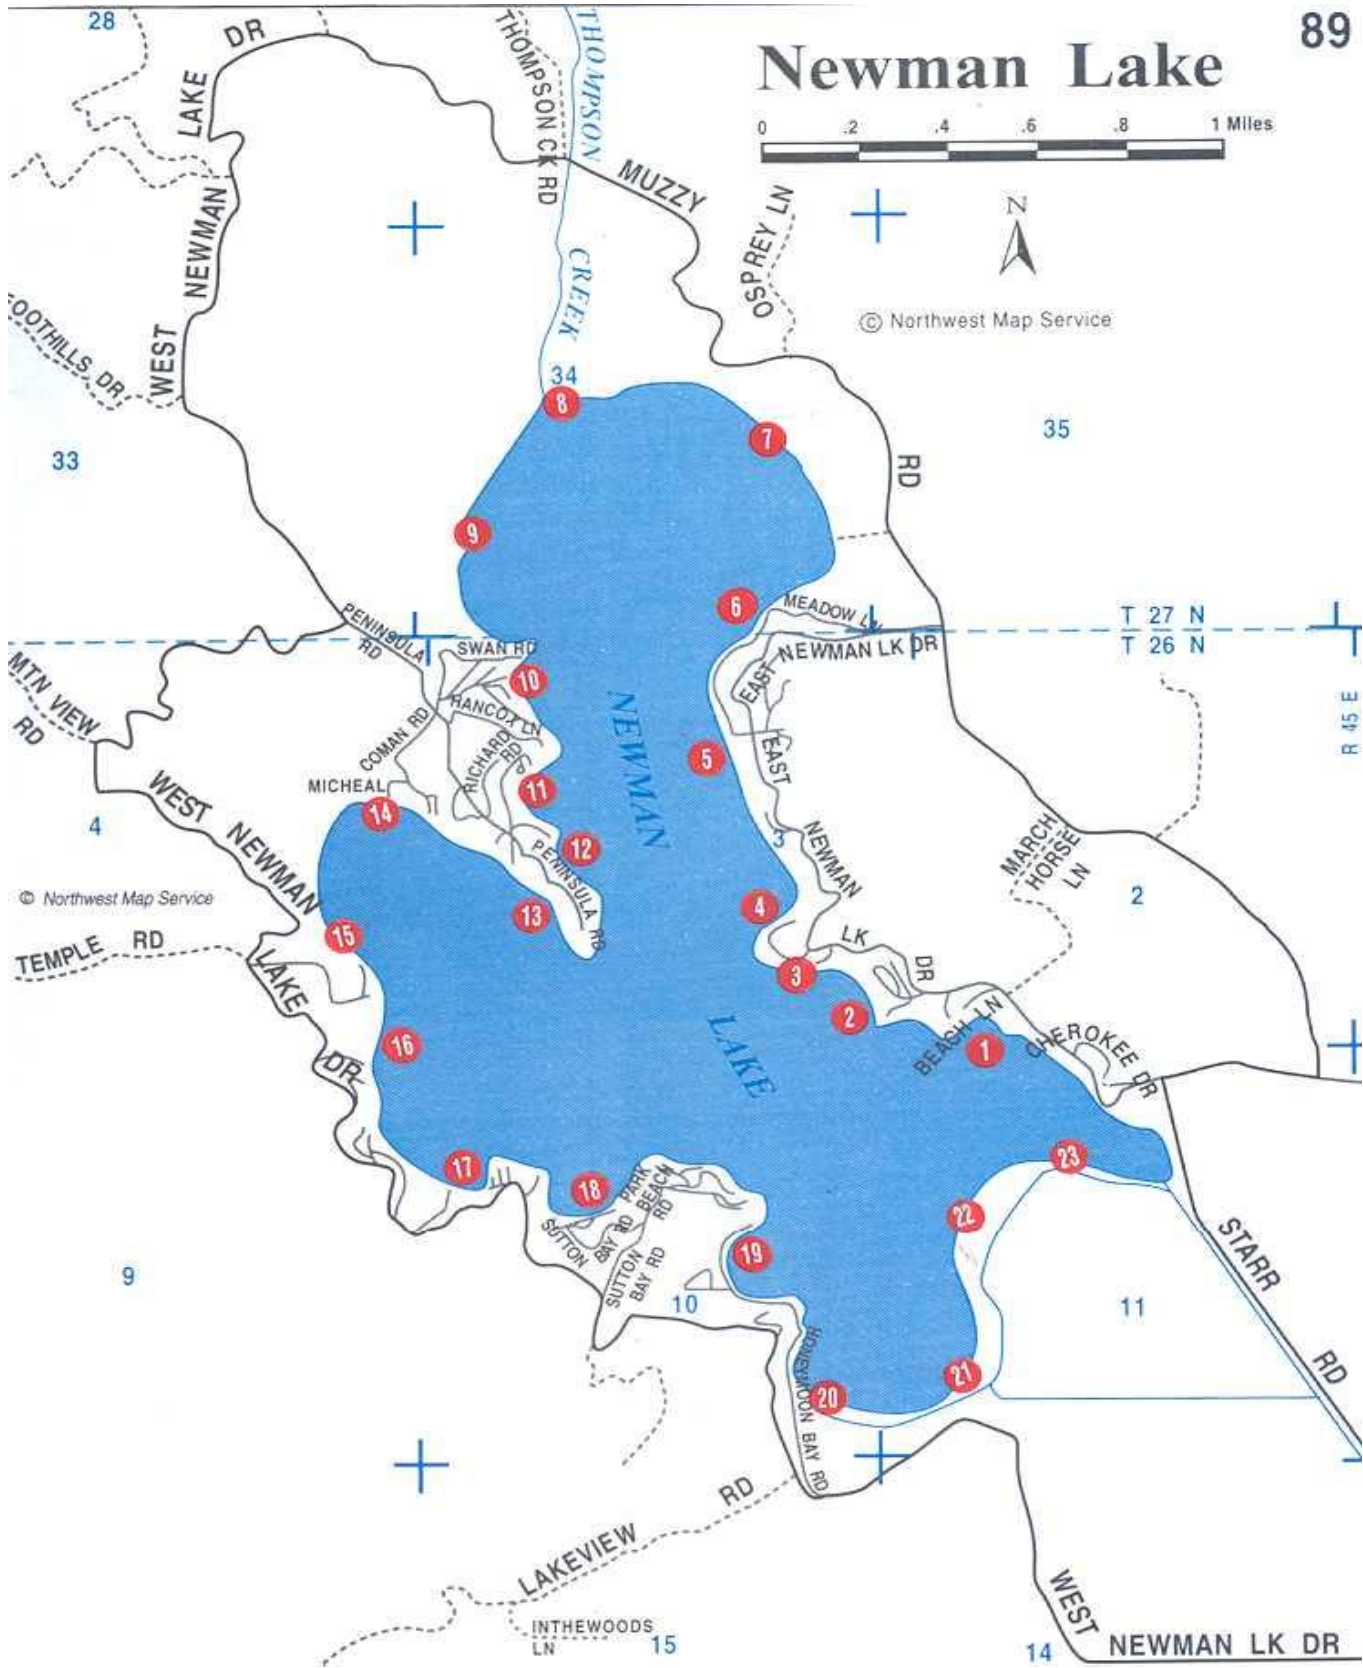 28
DR
LAKE
THOMPSON CK RD
THOMPSON
89
Newman Lake
0 .2 .4 .6 .8 1 Miles
N
© Northwest Map Service
MUZZY
OSPREY LN
NEWMAN
WEST
CREEK
FOOTHILLS DR
34
8
7
35
33
RD
9
6
MEADOW LN
T 27 N
T 26 N
NEWMAN LK DR
R 45 E
PENINSULA
RD
SWAN RD
10
MTN VIEW
RD
HANCOX LN
COMAN RD
RICHARD
RD
EAST
NEWMAN
5
EAST
MICHEAL
11
14
WEST NEWMAN
4
12
PENINSULA RD
3
NEWMAN
MARCH
HORSE
LN
2
© Northwest Map Service
13
4
15
TEMPLE RD
LAKE
LK
DR
3
2
LAKE
BEACH LN
1
CHEROKEE DR
16
DR
17
18
23
PARK
BEACH
RD
SUTTON
BAY RD
22
19
SUTTON
BAY RD
STARR
9
10
11
HONEYMOON BAY RD
RD
20
21
RD
LAKEVIEW
INTHEWOODS
LN
15
WEST
14
NEWMAN LK DR